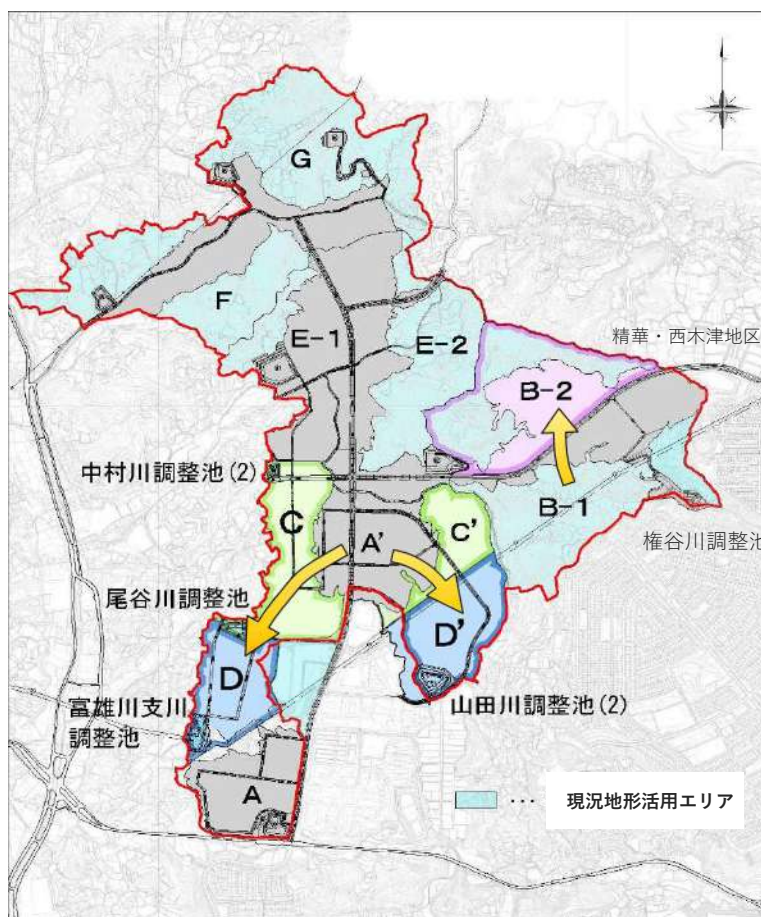 G
F
E-1
E-2
精華・西木津地区
B-2
中村川調整池(2)
C
C'
B-1
A'
権谷川調整池
尾谷川調整池
D
D'
富雄川支川
調整池
山田川調整池(2)
A
… 現況地形活用エリア